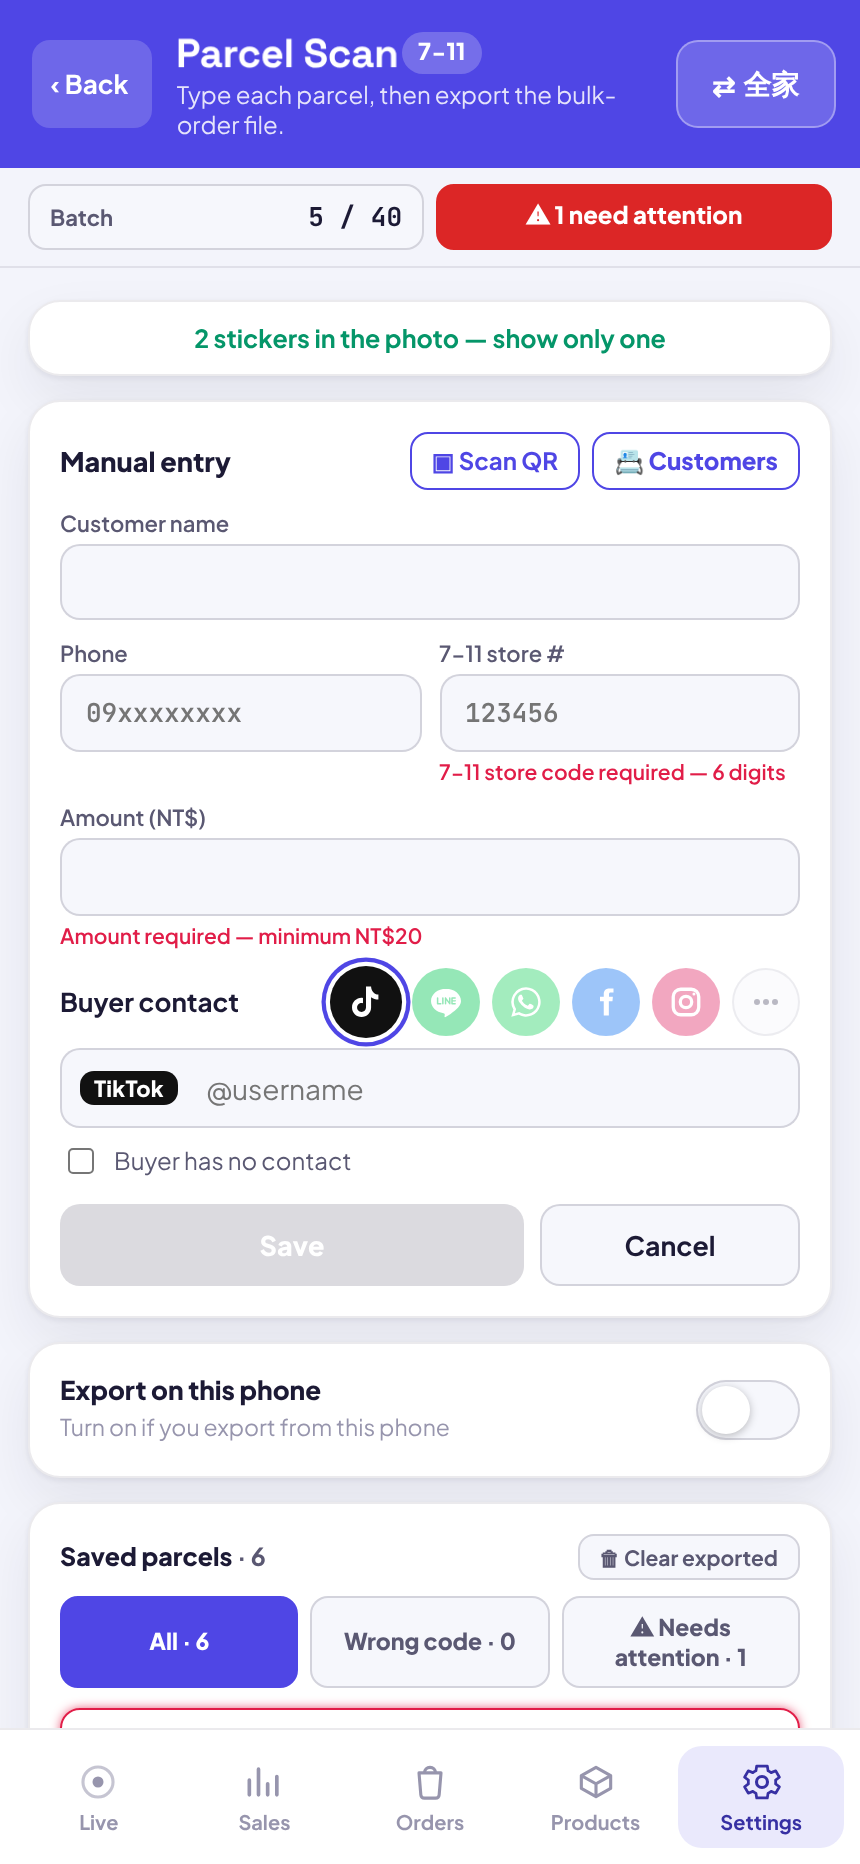 ‹ Back
Parcel Scan 7-11
Type each parcel, then export the bulk-
order file.
⇄ 全家
Batch 5 / 40
⚠ 1 need attention
2 stickers in the photo — show only one
Manual entry
▣ Scan QR
📇 Customers
Customer name
Phone
7-11 store #
09xxxxxxxx
123456
7-11 store code required — 6 digits
Amount (NT$)
Amount required — minimum NT$20
Buyer contact
LINE
TikTok @username
Buyer has no contact
Save
Cancel
Export on this phone
Turn on if you export from this phone
Saved parcels · 6
🗑 Clear exported
All · 6
Wrong code · 0
⚠ Needs
attention · 1
Live
Sales
Orders
Products
Settings